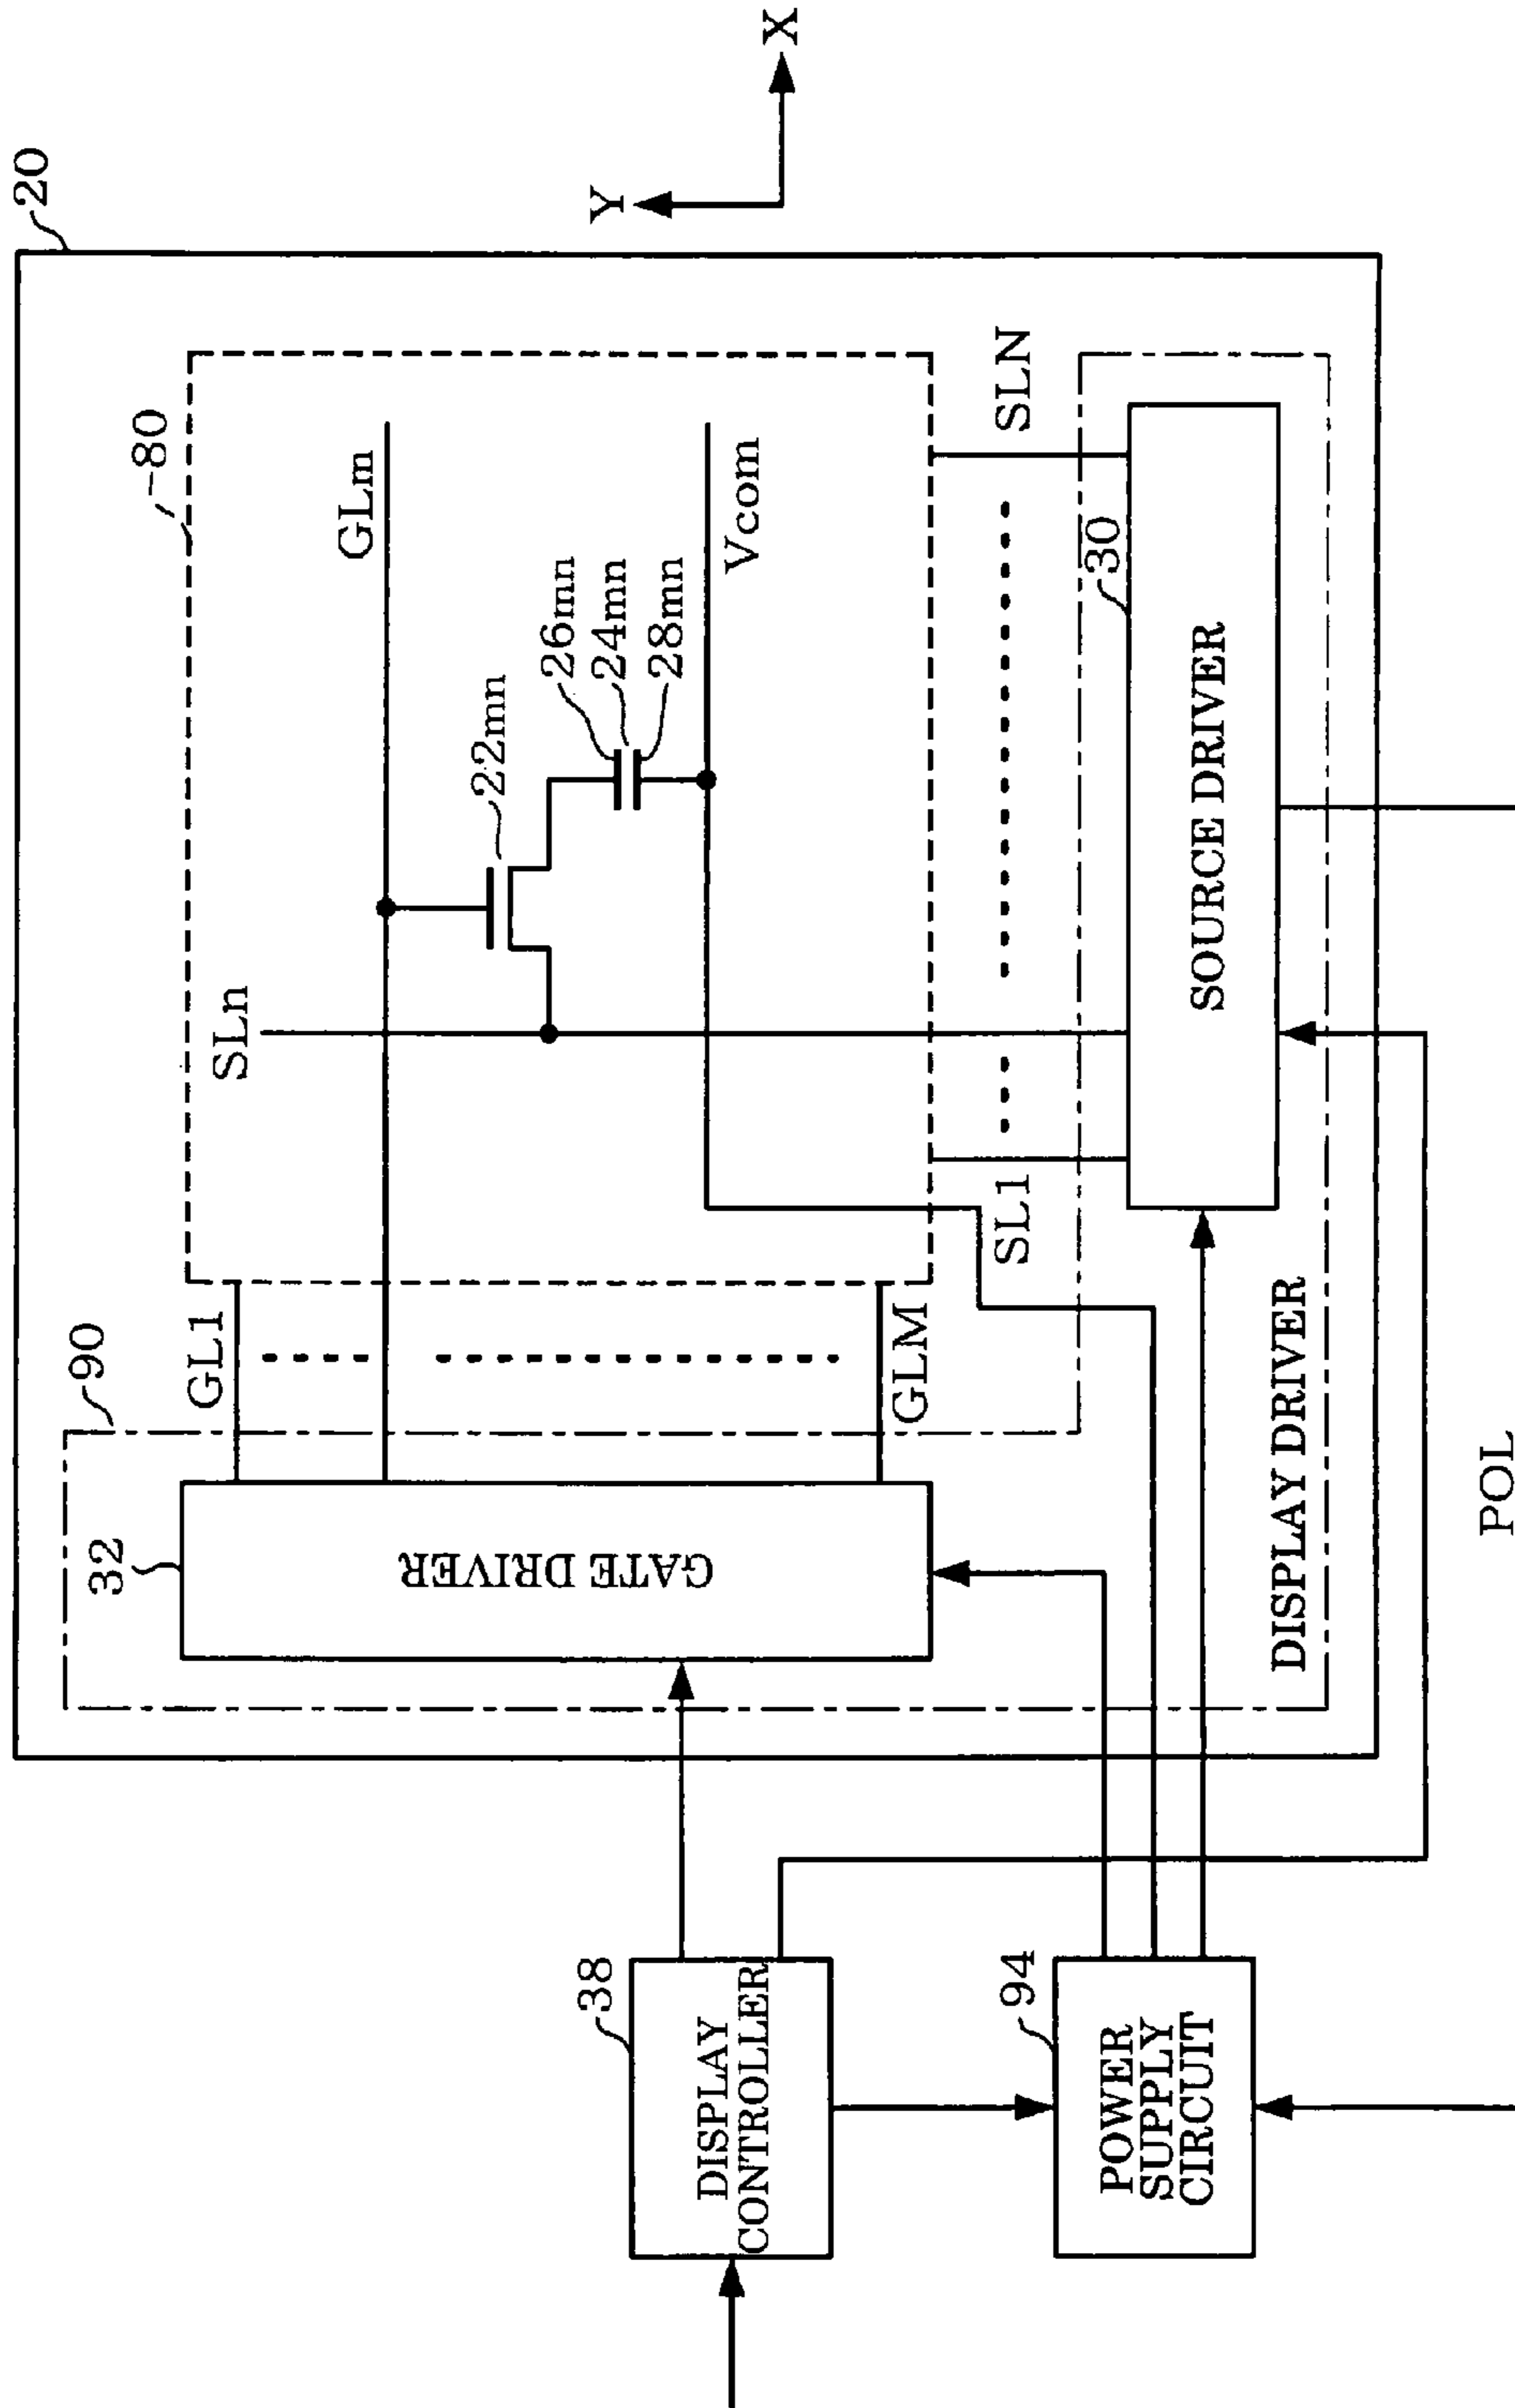 20
80
90
GLm
SLn
22mn
26mn
24mn
28mn
Vcom
GL1
GLM
32
GATE DRIVER
SL1
SLN
30
SOURCE DRIVER
DISPLAY DRIVER
38
DISPLAY
CONTROLLER
94
POWER
SUPPLY
CIRCUIT
POL
Y
X